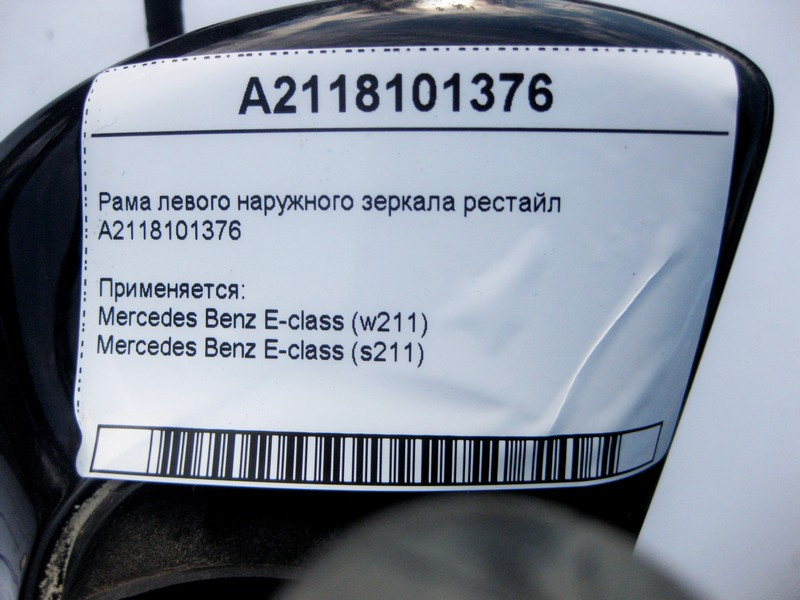 A2118101376
Рама левого наружного зеркала рестайл
A2118101376
Применяется:
Mercedes Benz E-class (w211)
Mercedes Benz E-class (s211)